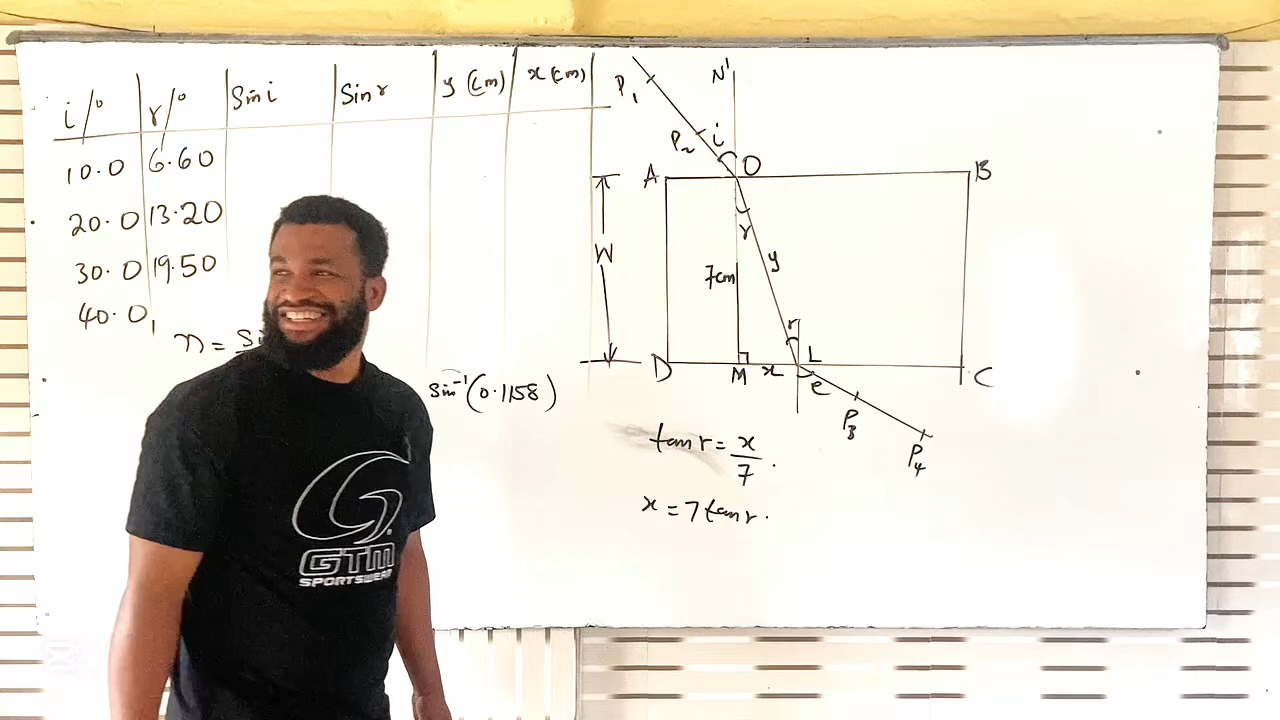 i/° r/° Sin i Sin r y (cm) x (cm)
10.0 6.60
20.0 13.20
30.0 19.50
40.0
n =
sin⁻¹(0.1158)
P₁
N'
P₂
i
O
A
B
r
W
y
7cm
r
D
M
x
L
C
e
P₃
P₄
tan r = x/7.
x = 7 tan r.
G.
GTM
SPORTSWEAR